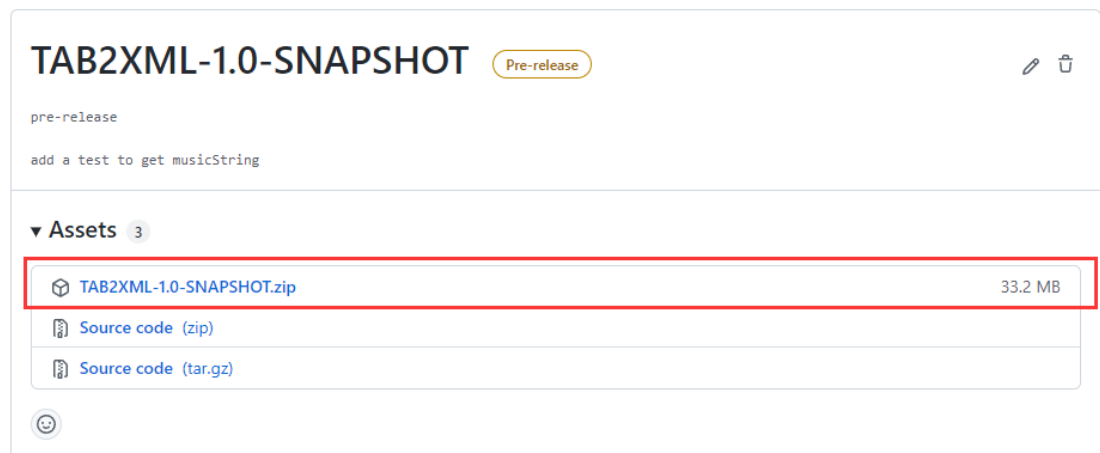 TAB2XML-1.0-SNAPSHOT Pre-release
pre-release
add a test to get musicString
Assets 3
TAB2XML-1.0-SNAPSHOT.zip 33.2 MB
Source code (zip)
Source code (tar.gz)